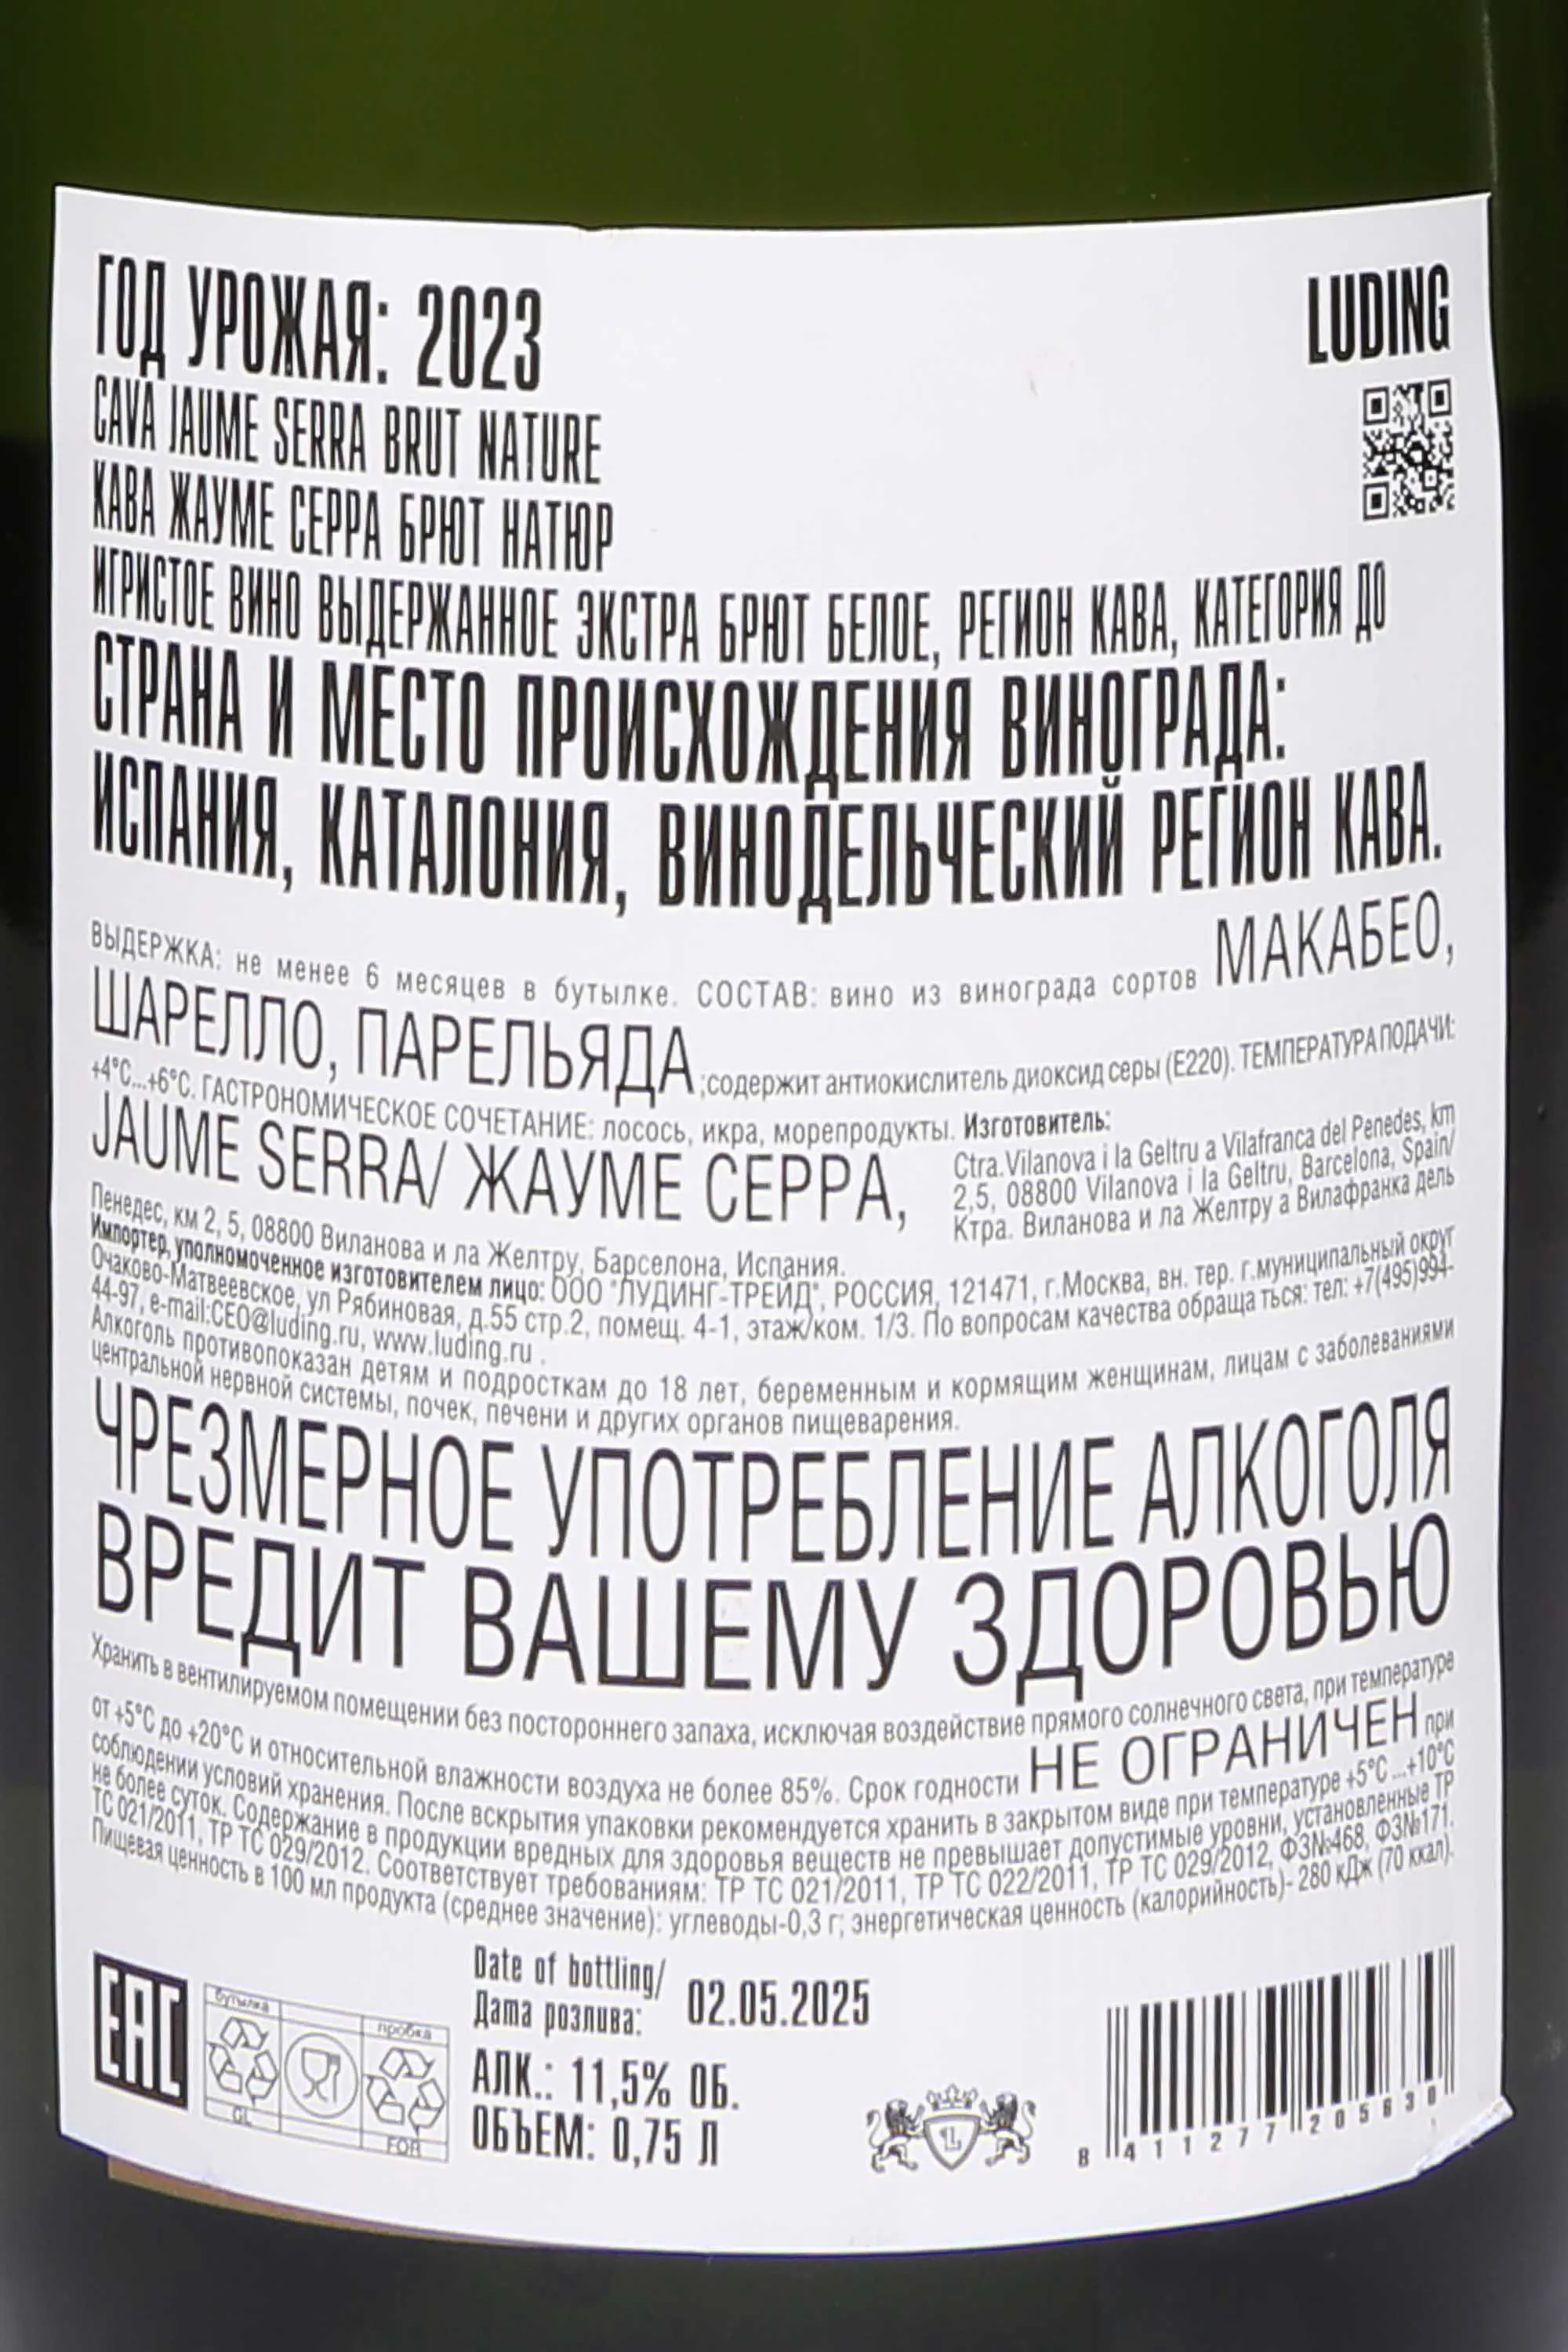 ГОД УРОЖАЯ: 2023
LUDING
CAVA JAUME SERRA BRUT NATURE
КАВА ЖАУМЕ СЕРРА БРЮТ НАТЮР
ИГРИСТОЕ ВИНО ВЫДЕРЖАННОЕ ЭКСТРА БРЮТ БЕЛОЕ, РЕГИОН КАВА, КАТЕГОРИЯ ДО
СТРАНА И МЕСТО ПРОИСХОЖДЕНИЯ ВИНОГРАДА:
ИСПАНИЯ, КАТАЛОНИЯ, ВИНОДЕЛЬЧЕСКИЙ РЕГИОН КАВА.
ВЫДЕРЖКА: не менее 6 месяцев в бутылке. СОСТАВ: вино из винограда сортов МАКАБЕО,
ШАРЕЛЛО, ПАРЕЛЬЯДА ;содержит антиокислитель диоксид серы (Е220). ТЕМПЕРАТУРА ПОДАЧИ:
+4°С...+6°С. ГАСТРОНОМИЧЕСКОЕ СОЧЕТАНИЕ: лосось, икра, морепродукты. Изготовитель:
JAUME SERRA/ ЖАУМЕ СЕРРА,
Ctra.Vilanova i la Geltru a Vilafranca del Penedes, km
2,5, 08800 Vilanova i la Geltru, Barcelona, Spain/
Ктра. Виланова и ла Желтру а Вилафранка дель
Пенедес, км 2, 5, 08800 Виланова и ла Желтру, Барселона, Испания.
Импортер, уполномоченное изготовителем лицо: ООО "ЛУДИНГ-ТРЕЙД", РОССИЯ, 121471, г.Москва, вн. тер. г.муниципальный округ
Очаково-Матвеевское, ул Рябиновая, д.55 стр.2, помещ. 4-1, этаж/ком. 1/3. По вопросам качества обраща ться: тел: +7(495)994-
44-97, e-mail:CEO@luding.ru, www.luding.ru .
Алкоголь противопоказан детям и подросткам до 18 лет, беременным и кормящим женщинам, лицам с заболеваниями
центральной нервной системы, почек, печени и других органов пищеварения.
ЧРЕЗМЕРНОЕ УПОТРЕБЛЕНИЕ АЛКОГОЛЯ
ВРЕДИТ ВАШЕМУ ЗДОРОВЬЮ
Хранить в вентилируемом помещении без постороннего запаха, исключая воздействие прямого солнечного света, при температуре
от +5°С до +20°С и относительной влажности воздуха не более 85%. Срок годности НЕ ОГРАНИЧЕН при
соблюдении условий хранения. После вскрытия упаковки рекомендуется хранить в закрытом виде при температуре +5°С ...+10°С
не более суток. Содержание в продукции вредных для здоровья веществ не превышает допустимые уровни, установленные ТР
ТС 021/2011, ТР ТС 029/2012. Соответствует требованиям: ТР ТС 021/2011, ТР ТС 022/2011, ТР ТС 029/2012, ФЗ№468, ФЗ№171.
Пищевая ценность в 100 мл продукта (среднее значение): углеводы-0,3 г; энергетическая ценность (калорийность)- 280 кДж (70 ккал).
EAC
бутылка
пробка
GL
FOR
Date of bottling/
Дата розлива: 02.05.2025
АЛК.: 11,5% ОБ.
ОБЪЕМ: 0,75 Л
L
8 411277 205630